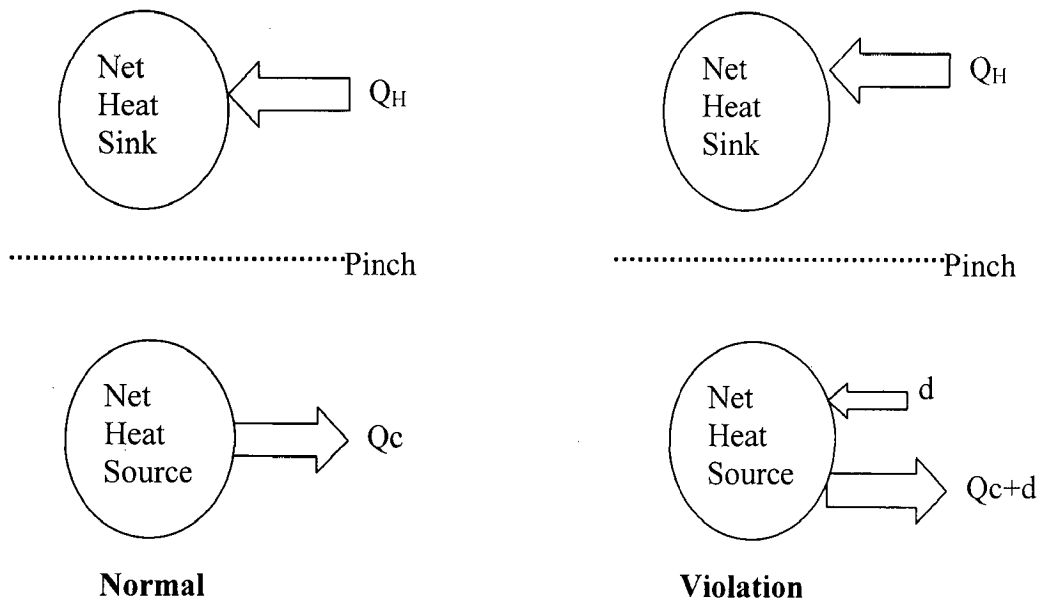 Net
Heat
Sink
Q_H
Pinch
Net
Heat
Source
Qc
Normal
Net
Heat
Sink
Q_H
Pinch
Net
Heat
Source
d
Qc+d
Violation